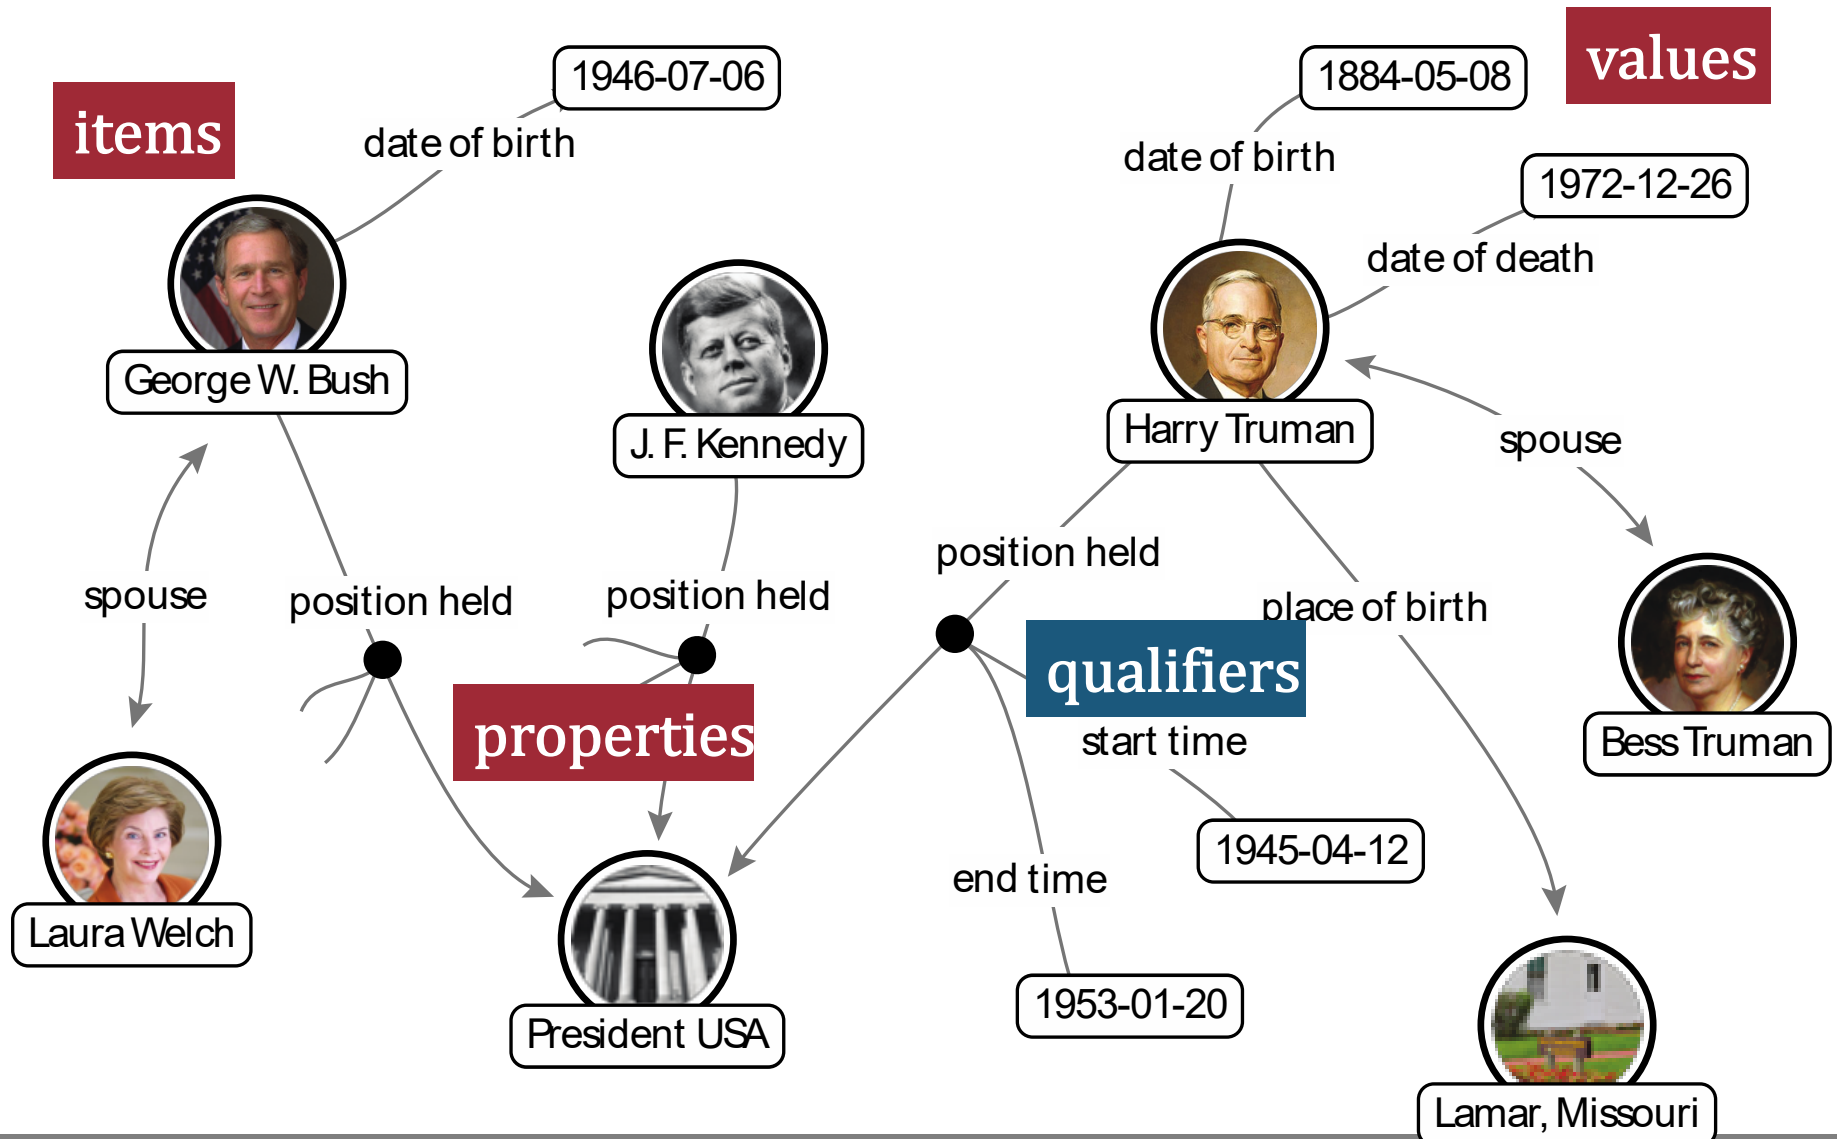 values
1946-07-06
1884-05-08
items
date of birth
date of birth
1972-12-26
date of death
George W. Bush
J. F. Kennedy
Harry Truman
spouse
position held
spouse
position held
position held
place of birth
qualifiers
properties
start time
Bess Truman
1945-04-12
end time
Laura Welch
1953-01-20
President USA
Lamar, Missouri